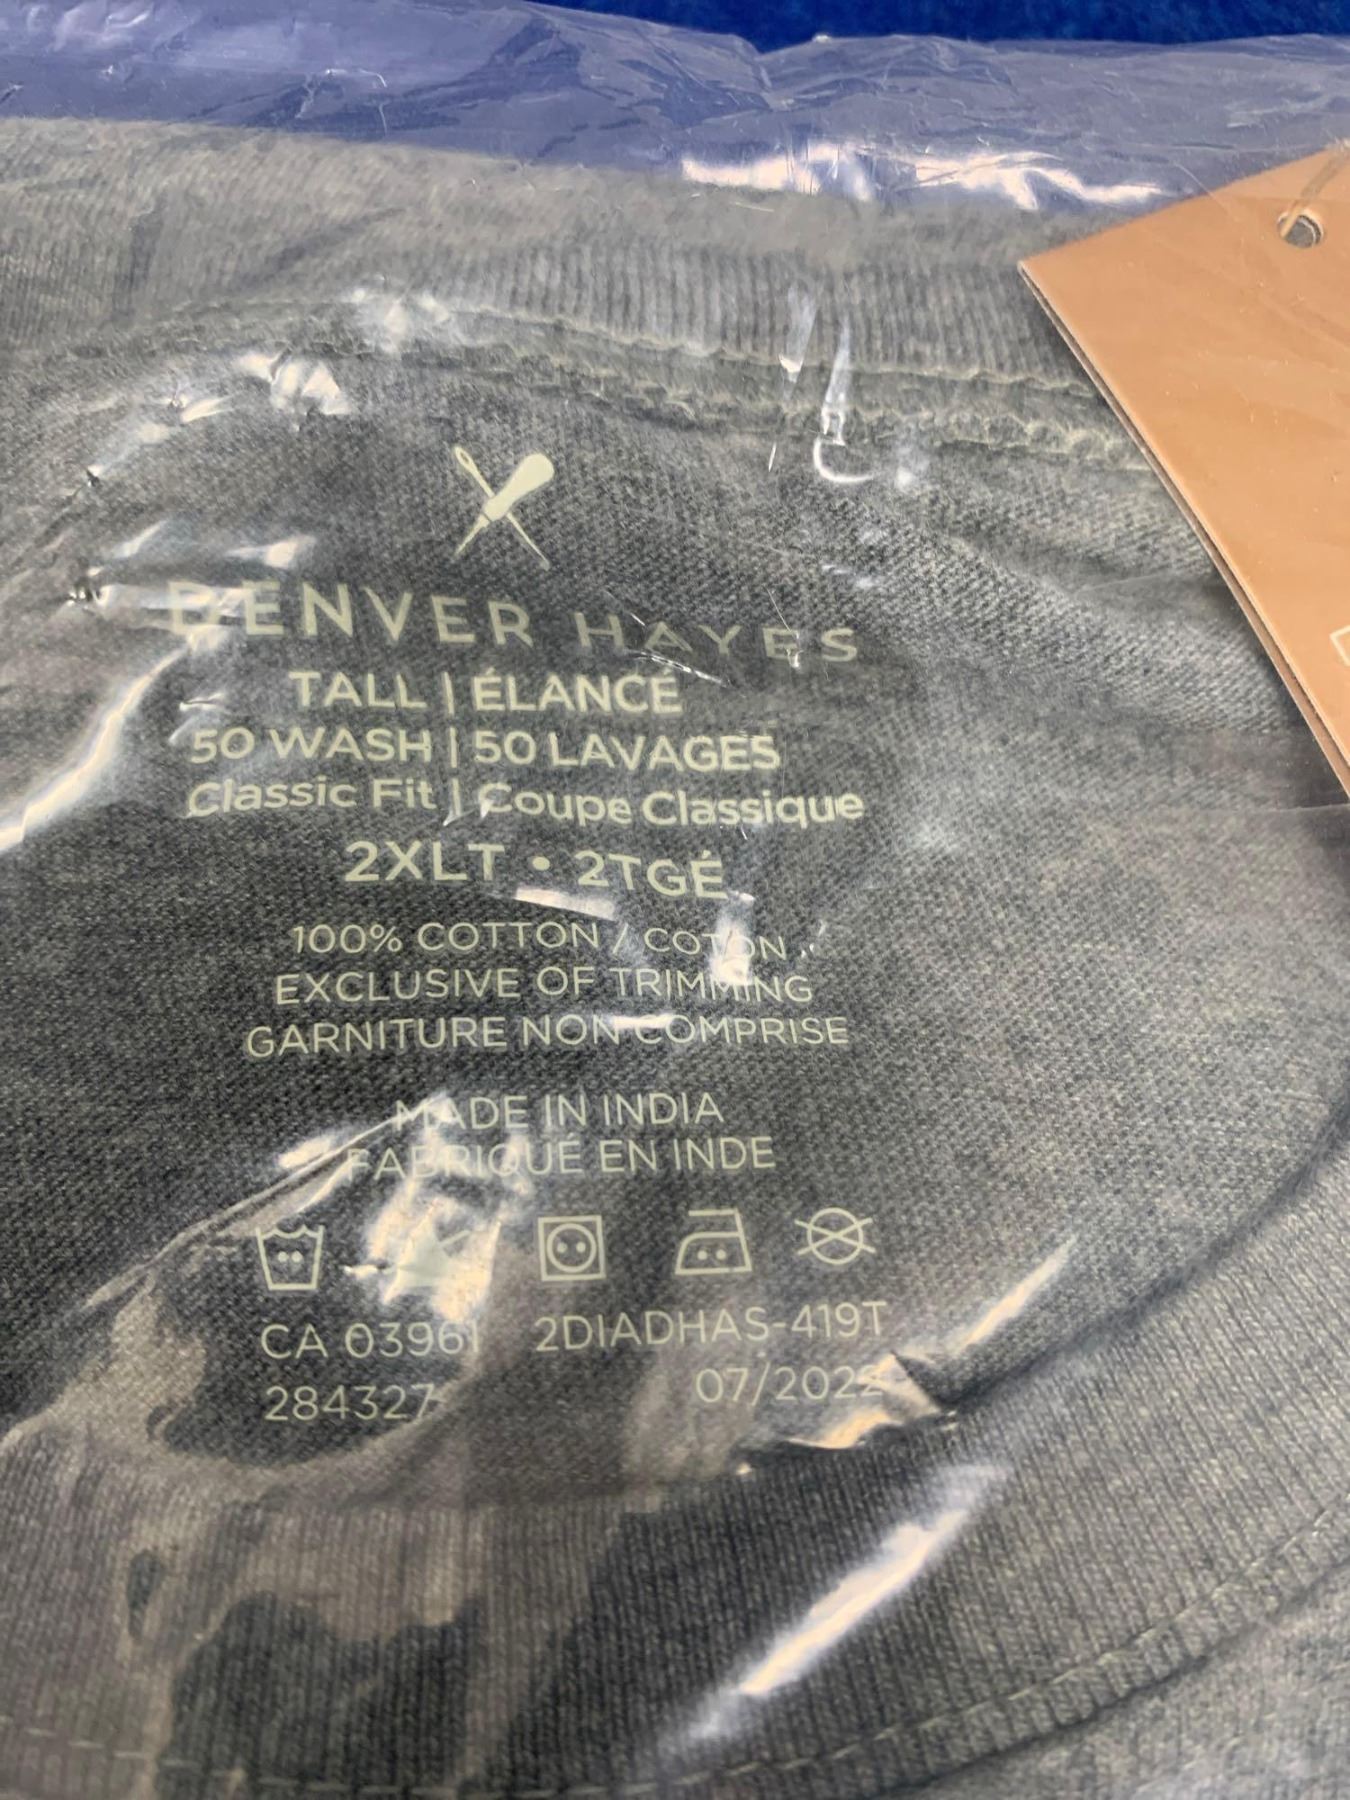 DENVER HAYES
TALL | ÉLANCÉ
50 WASH | 50 LAVAGES
Classic Fit | Coupe Classique
2XLT • 2TGÉ
100% COTTON / COTON
EXCLUSIVE OF TRIMMING
GARNITURE NON COMPRISE
MADE IN INDIA
FABRIQUÉ EN INDE
CA 03961 2DIADHAS-419T
284327 07/2022